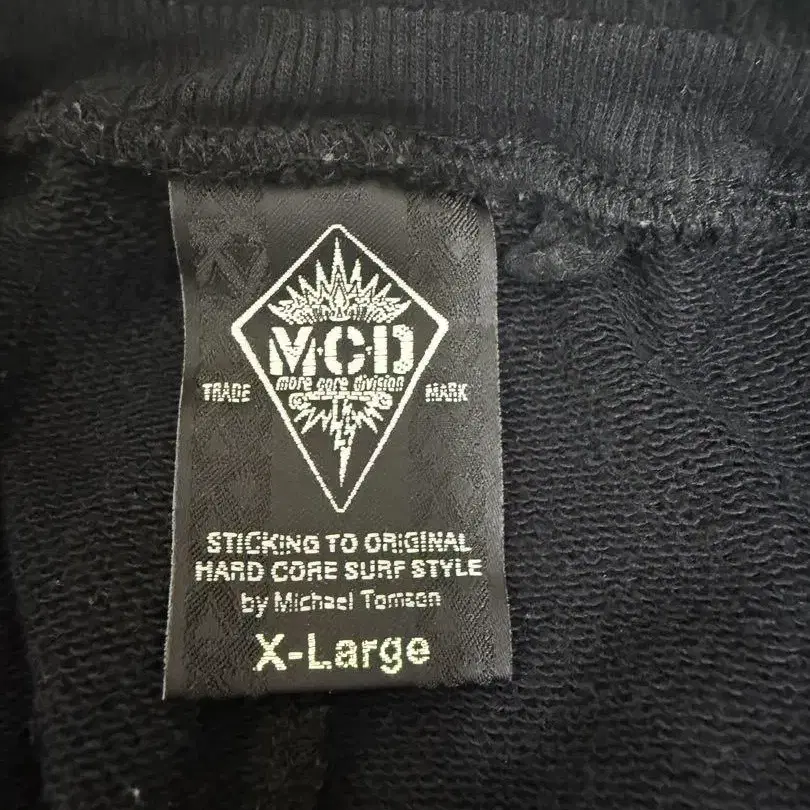 M·C·D
more core division
TRADE MARK
STICKING TO ORIGINAL
HARD CORE SURF STYLE
by Michael Tomson
X-Large